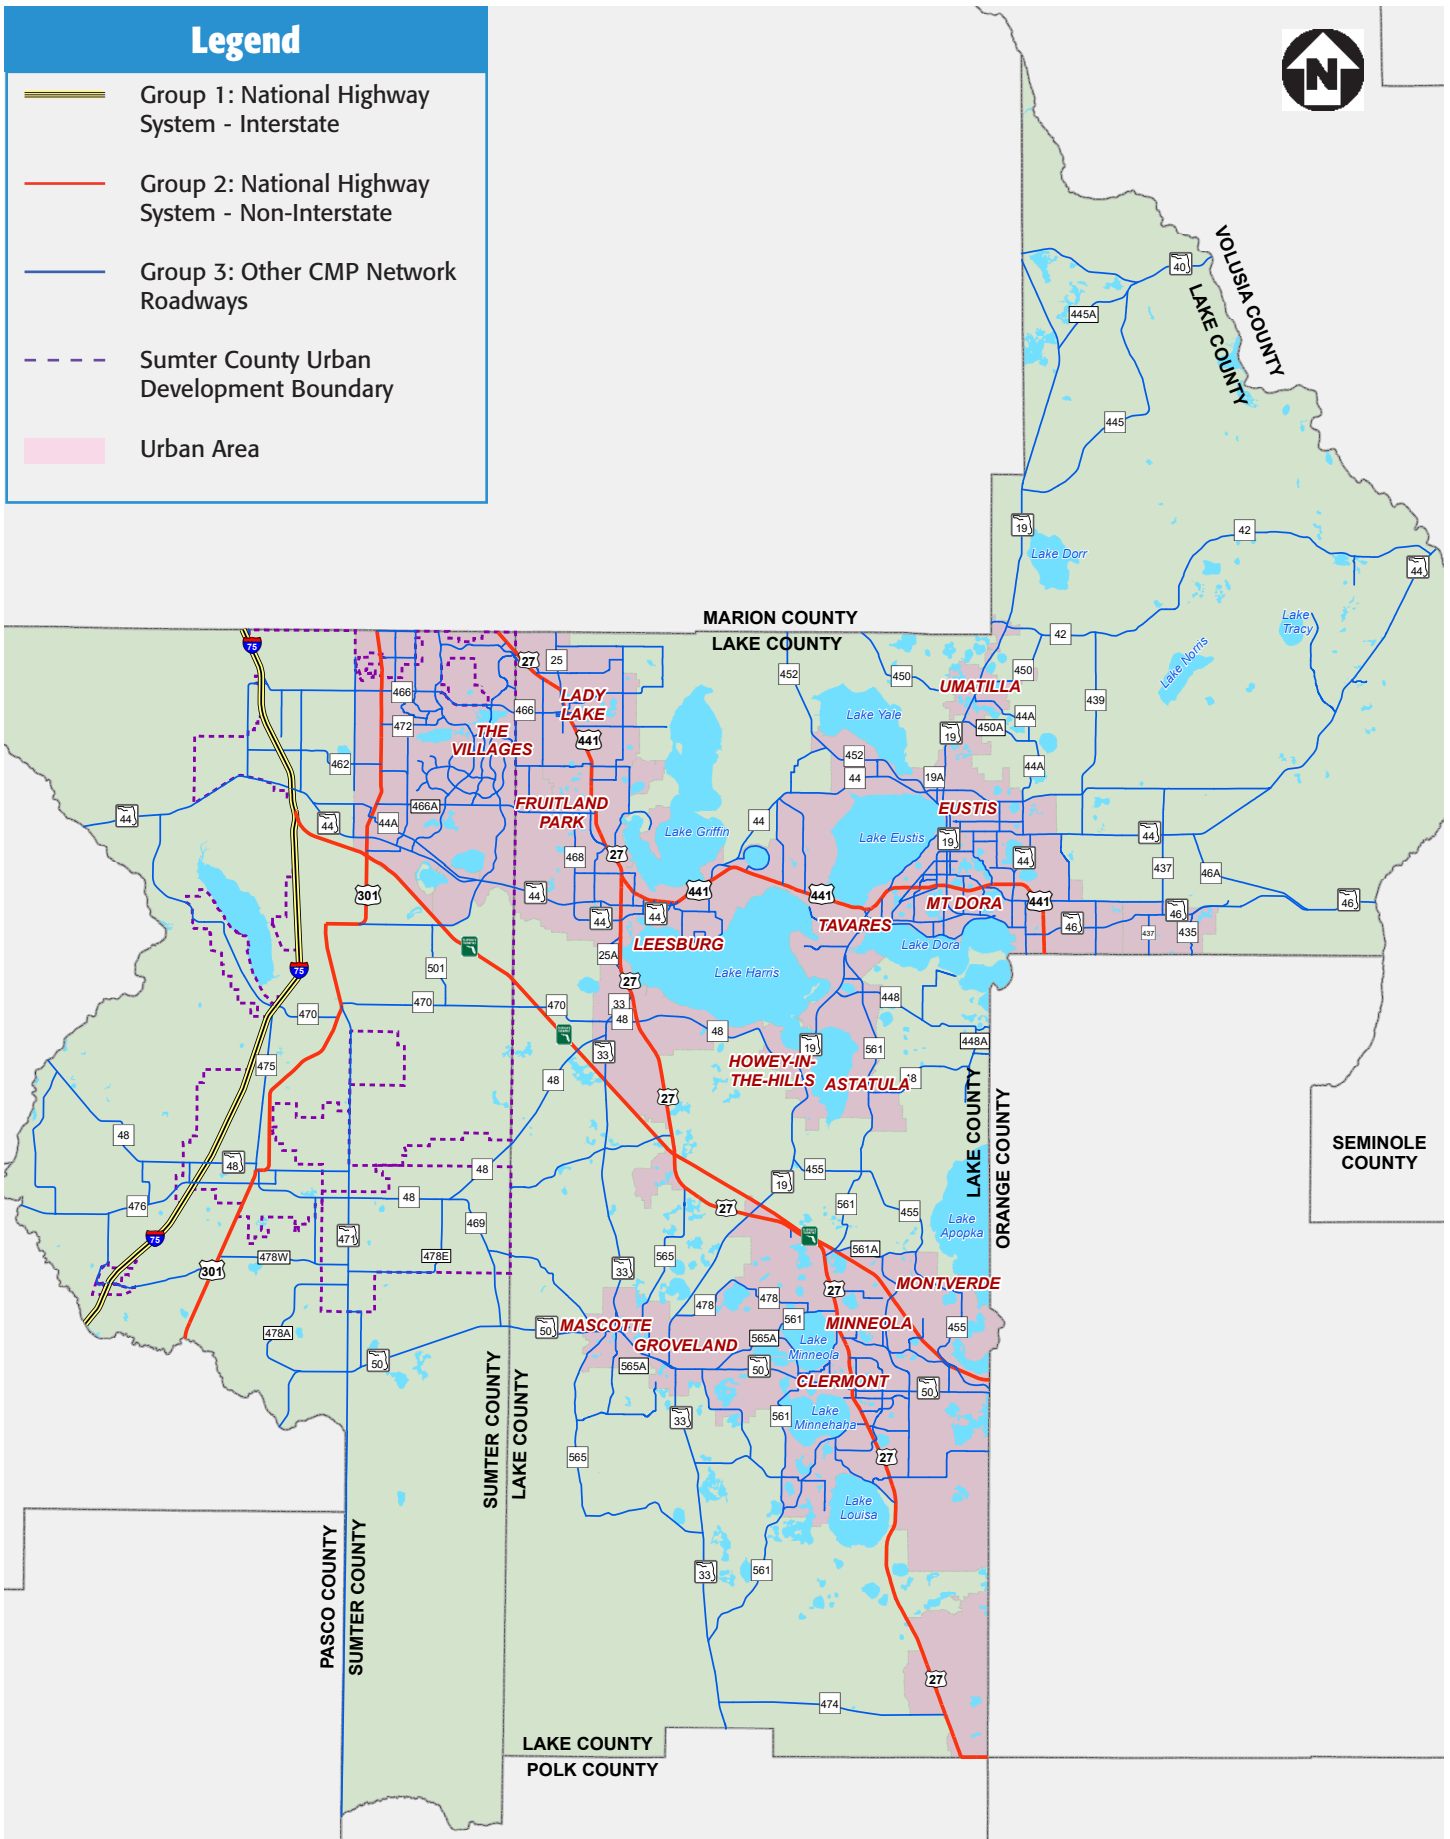 Legend
Group 1: National Highway
System - Interstate
Group 2: National Highway
System - Non-Interstate
Group 3: Other CMP Network
Roadways
Sumter County Urban
Development Boundary
Urban Area
N
VOLUSIA COUNTY
LAKE COUNTY
40
445A
445
19
Lake Dorr
42
44
Lake
Tracy
Lake Norris
MARION COUNTY
LAKE COUNTY
75
27
25
466
472
466
LADY
LAKE
THE
VILLAGES
441
452
450
UMATILLA
450
42
439
Lake Yale
19
450A
44A
44A
462
452
44
19A
44
44
44A
466A
FRUITLAND
PARK
EUSTIS
Lake Griffin
44
Lake Eustis
19
44
44
468
27
437
46A
301
44
441
441
MT DORA
441
46
46
46
437
435
44
44
TAVARES
LEESBURG
Lake Dora
25A
Lake Harris
501
75
27
470
470
470
33
48
48
448
448A
33
19
561
475
48
HOWEY-IN-
THE-HILLS
ASTATULA
27
LAKE COUNTY
ORANGE COUNTY
SEMINOLE
COUNTY
48
48
48
48
476
469
471
455
19
561
455
27
Lake
Apopka
75
478W
478E
301
565
33
561A
27
MONTVERDE
478
478
561
MINNEOLA
455
478A
50
50
MASCOTTE
GROVELAND
565A
565A
50
Lake
Minneola
CLERMONT
50
SUMTER COUNTY
LAKE COUNTY
33
561
Lake
Minnehaha
27
565
Lake
Louisa
PASCO COUNTY
SUMTER COUNTY
33
561
27
474
LAKE COUNTY
POLK COUNTY